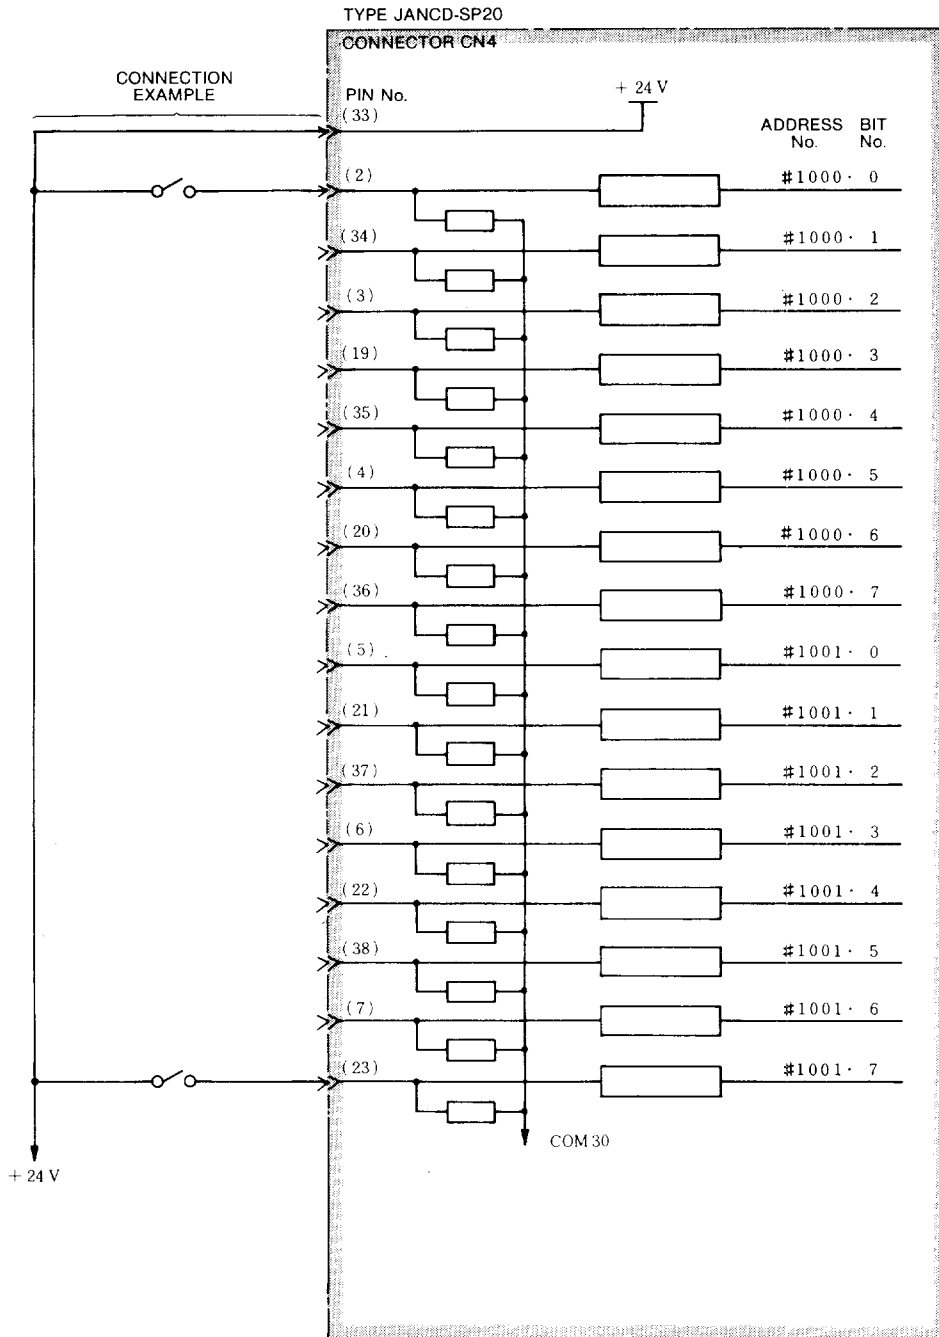 TYPE JANCD-SP20
CONNECTOR CN4
CONNECTION
EXAMPLE
PIN No.
+ 24 V
ADDRESS BIT
No. No.
(33)
(2) #1000· 0
(34) #1000· 1
(3) #1000· 2
(19) #1000· 3
(35) #1000· 4
(4) #1000· 5
(20) #1000· 6
(36) #1000· 7
(5) #1001· 0
(21) #1001· 1
(37) #1001· 2
(6) #1001· 3
(22) #1001· 4
(38) #1001· 5
(7) #1001· 6
(23) #1001· 7
COM 30
+ 24 V